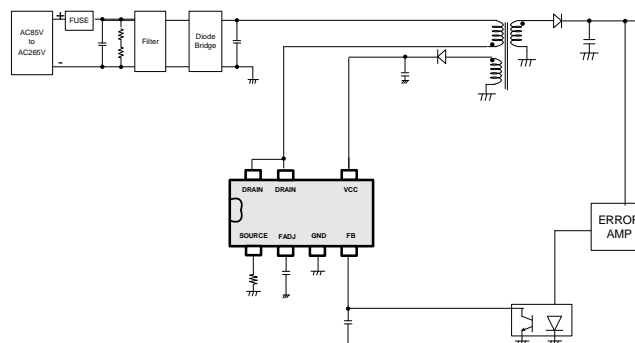 AC85V
to
AC265V
+
-
FUSE
Filter
Diode
Bridge
DRAIN
DRAIN
VCC
SOURCE
FADJ
GND
FB
ERROR
AMP